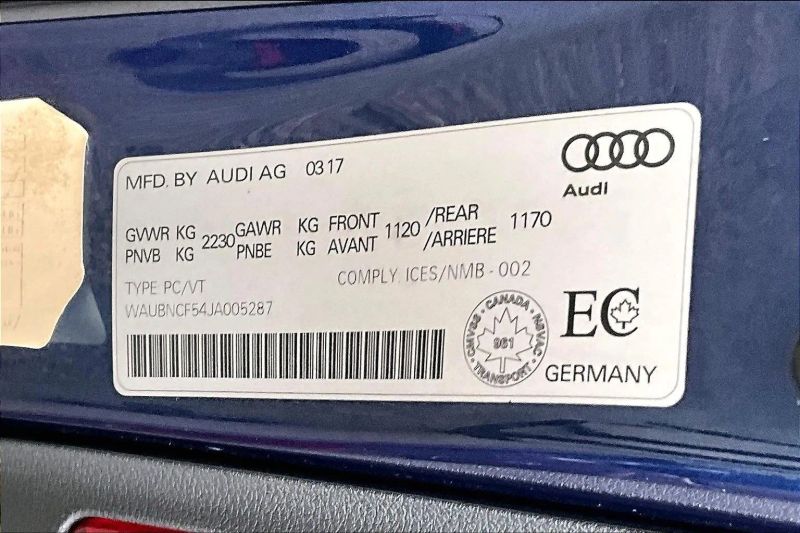 MFD. BY AUDI AG 0317
Audi
GVWR KG 2230 GAWR KG FRONT 1120 /REAR 1170
PNVB KG PNBE KG AVANT /ARRIERE
COMPLY. ICES/NMB - 002
TYPE PC/VT
WAUBNCF54JA005287
CMVSS - CANADA - NSVAC
961
TRANSPORT
EC
GERMANY